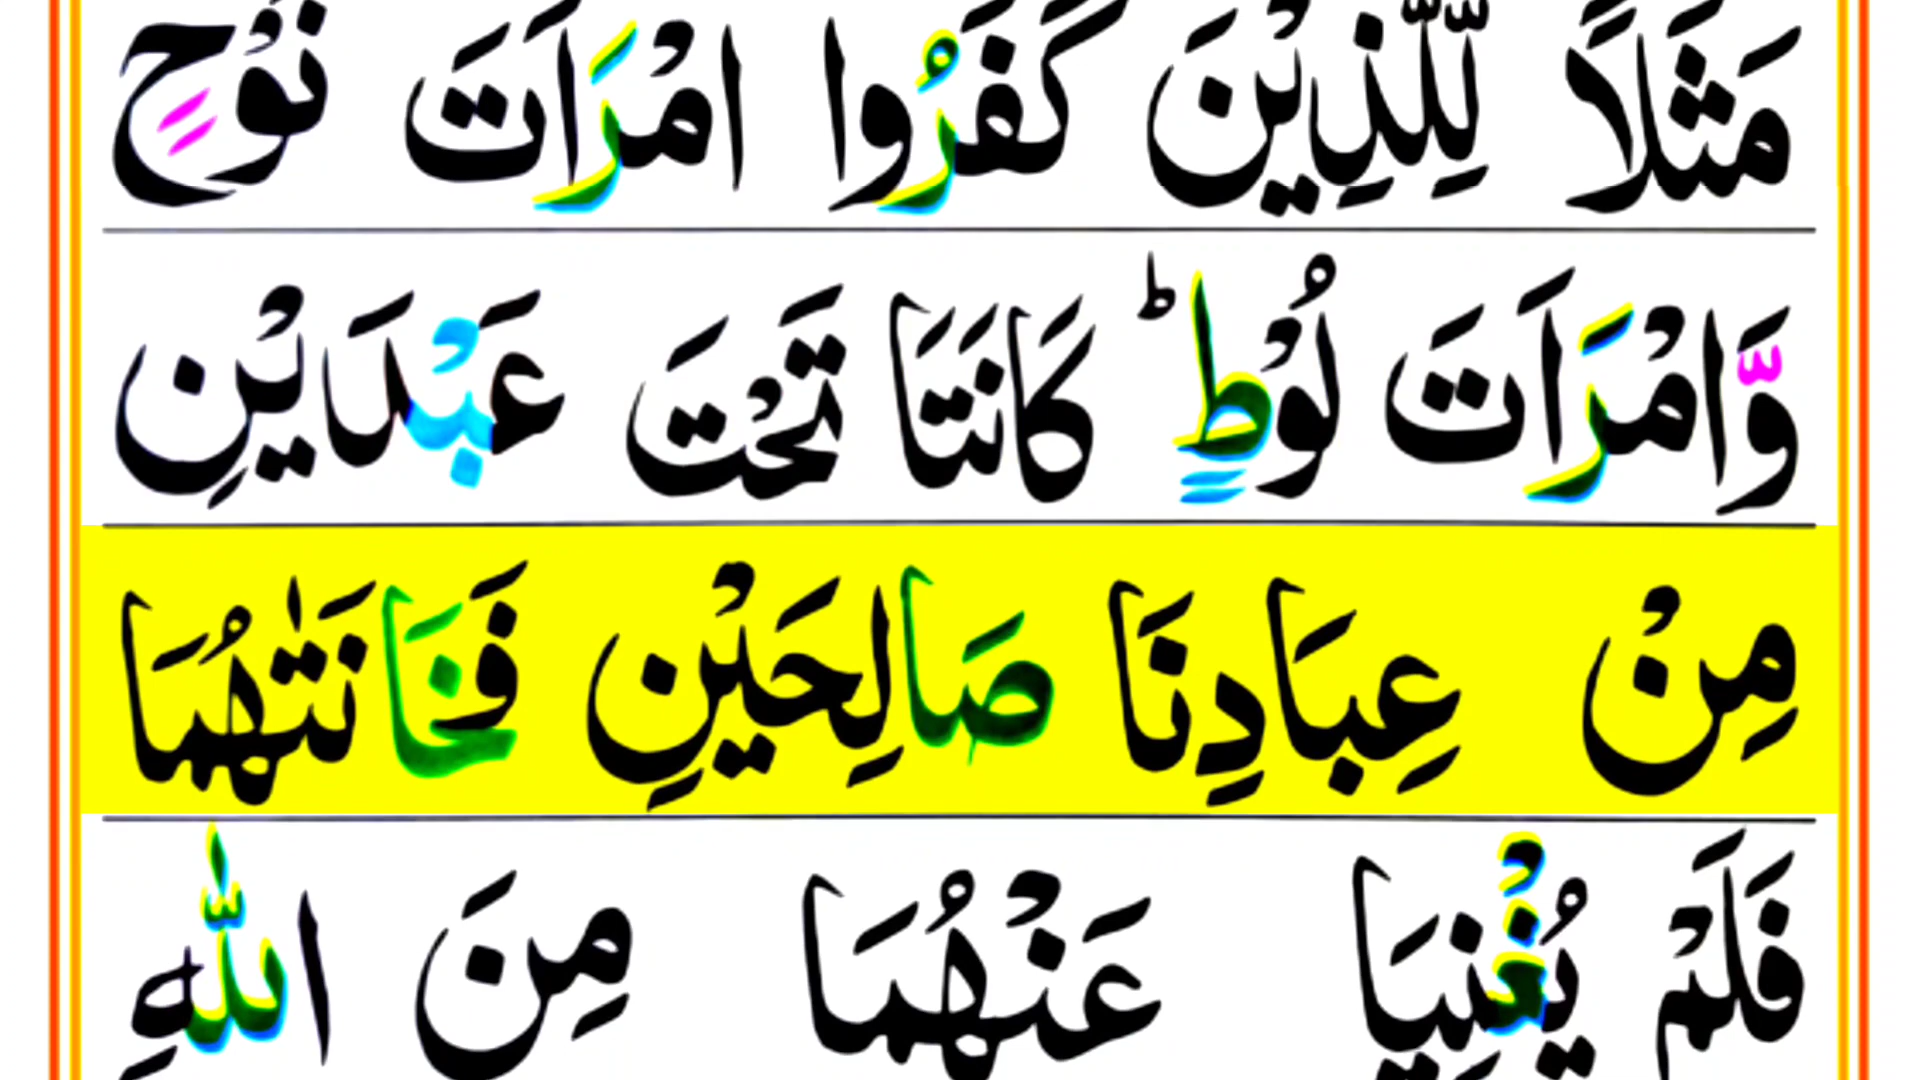 مَثَلًا لِّلَّذِيْنَ كَفَرُوا امْرَاَتَ نُوْحٍ
وَّامْرَاَتَ لُوْطٍ ؕ كَانَتَا تَحْتَ عَبْدَيْنِ
مِنْ عِبَادِنَا صَالِحَيْنِ فَخَانَتٰهُمَا
فَلَمْ يُغْنِيَا عَنْهُمَا مِنَ اللّٰهِ